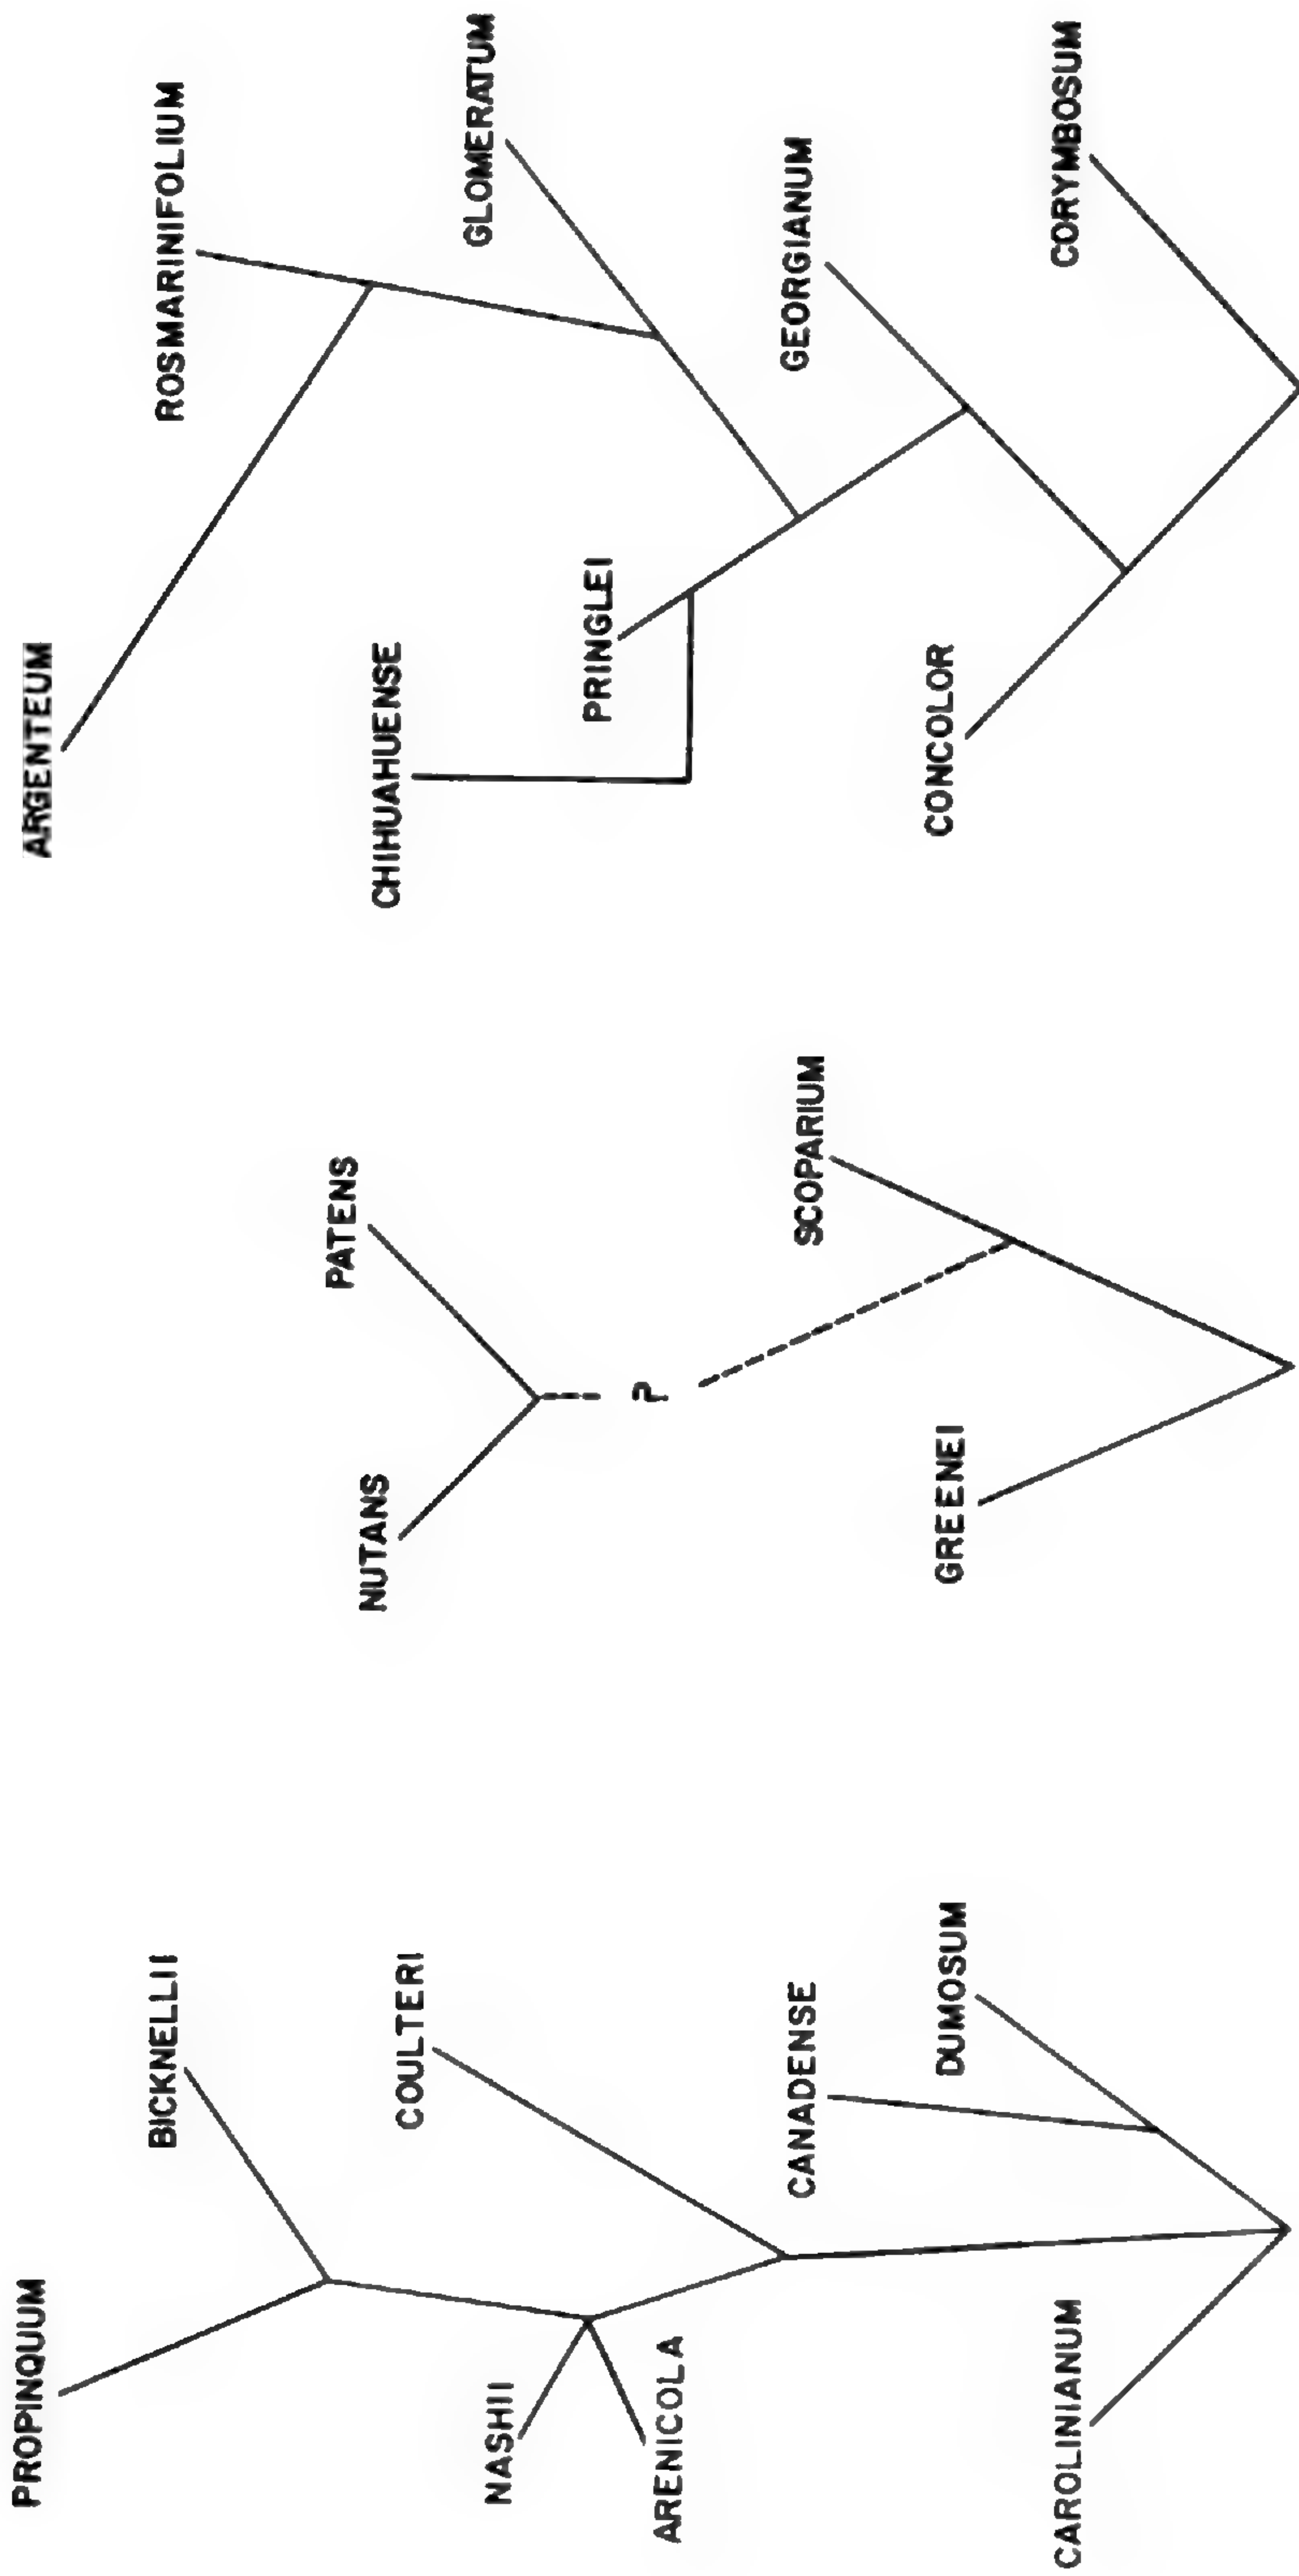 PROPINQUUM
BICKNELLII
COULTERI
NASHII
ARENICOLA
CANADENSE
DUMOSUM
CAROLINIANUM
NUTANS
PATENS
?
SCOPARIUM
GREENEI
ARGENTEUM
ROSMARINIFOLIUM
CHIHUAHUENSE
GLOMERATUM
PRINGLEI
GEORGIANUM
CONCOLOR
CORYMBOSUM